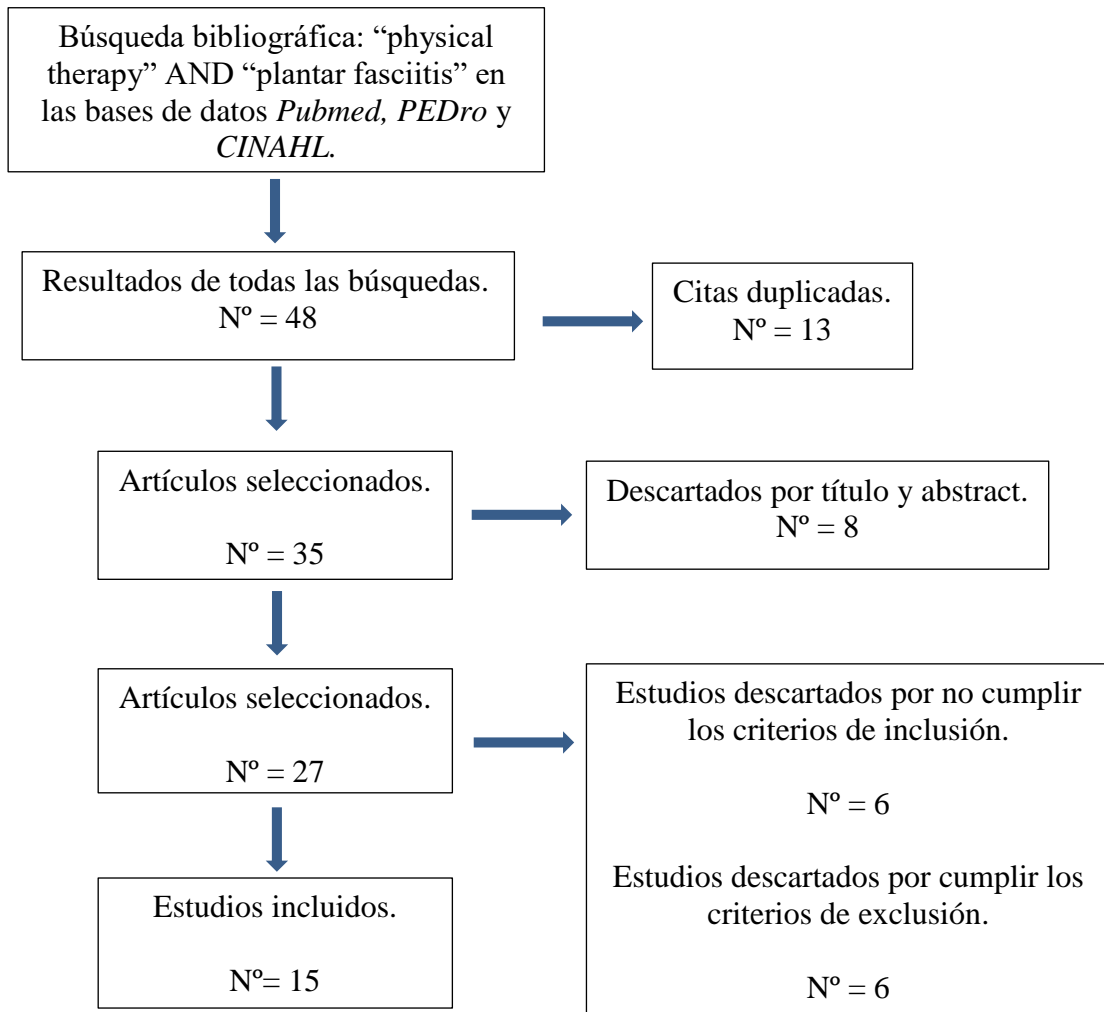 Búsqueda bibliográfica: “physical
therapy” AND “plantar fasciitis” en
las bases de datos Pubmed, PEDro y
CINAHL.
Resultados de todas las búsquedas.
Nº = 48
Citas duplicadas.
Nº = 13
Artículos seleccionados.
Nº = 35
Descartados por título y abstract.
Nº = 8
Artículos seleccionados.
Nº = 27
Estudios descartados por no cumplir
los criterios de inclusión.
Nº = 6
Estudios descartados por cumplir los
criterios de exclusión.
Nº = 6
Estudios incluidos.
Nº= 15